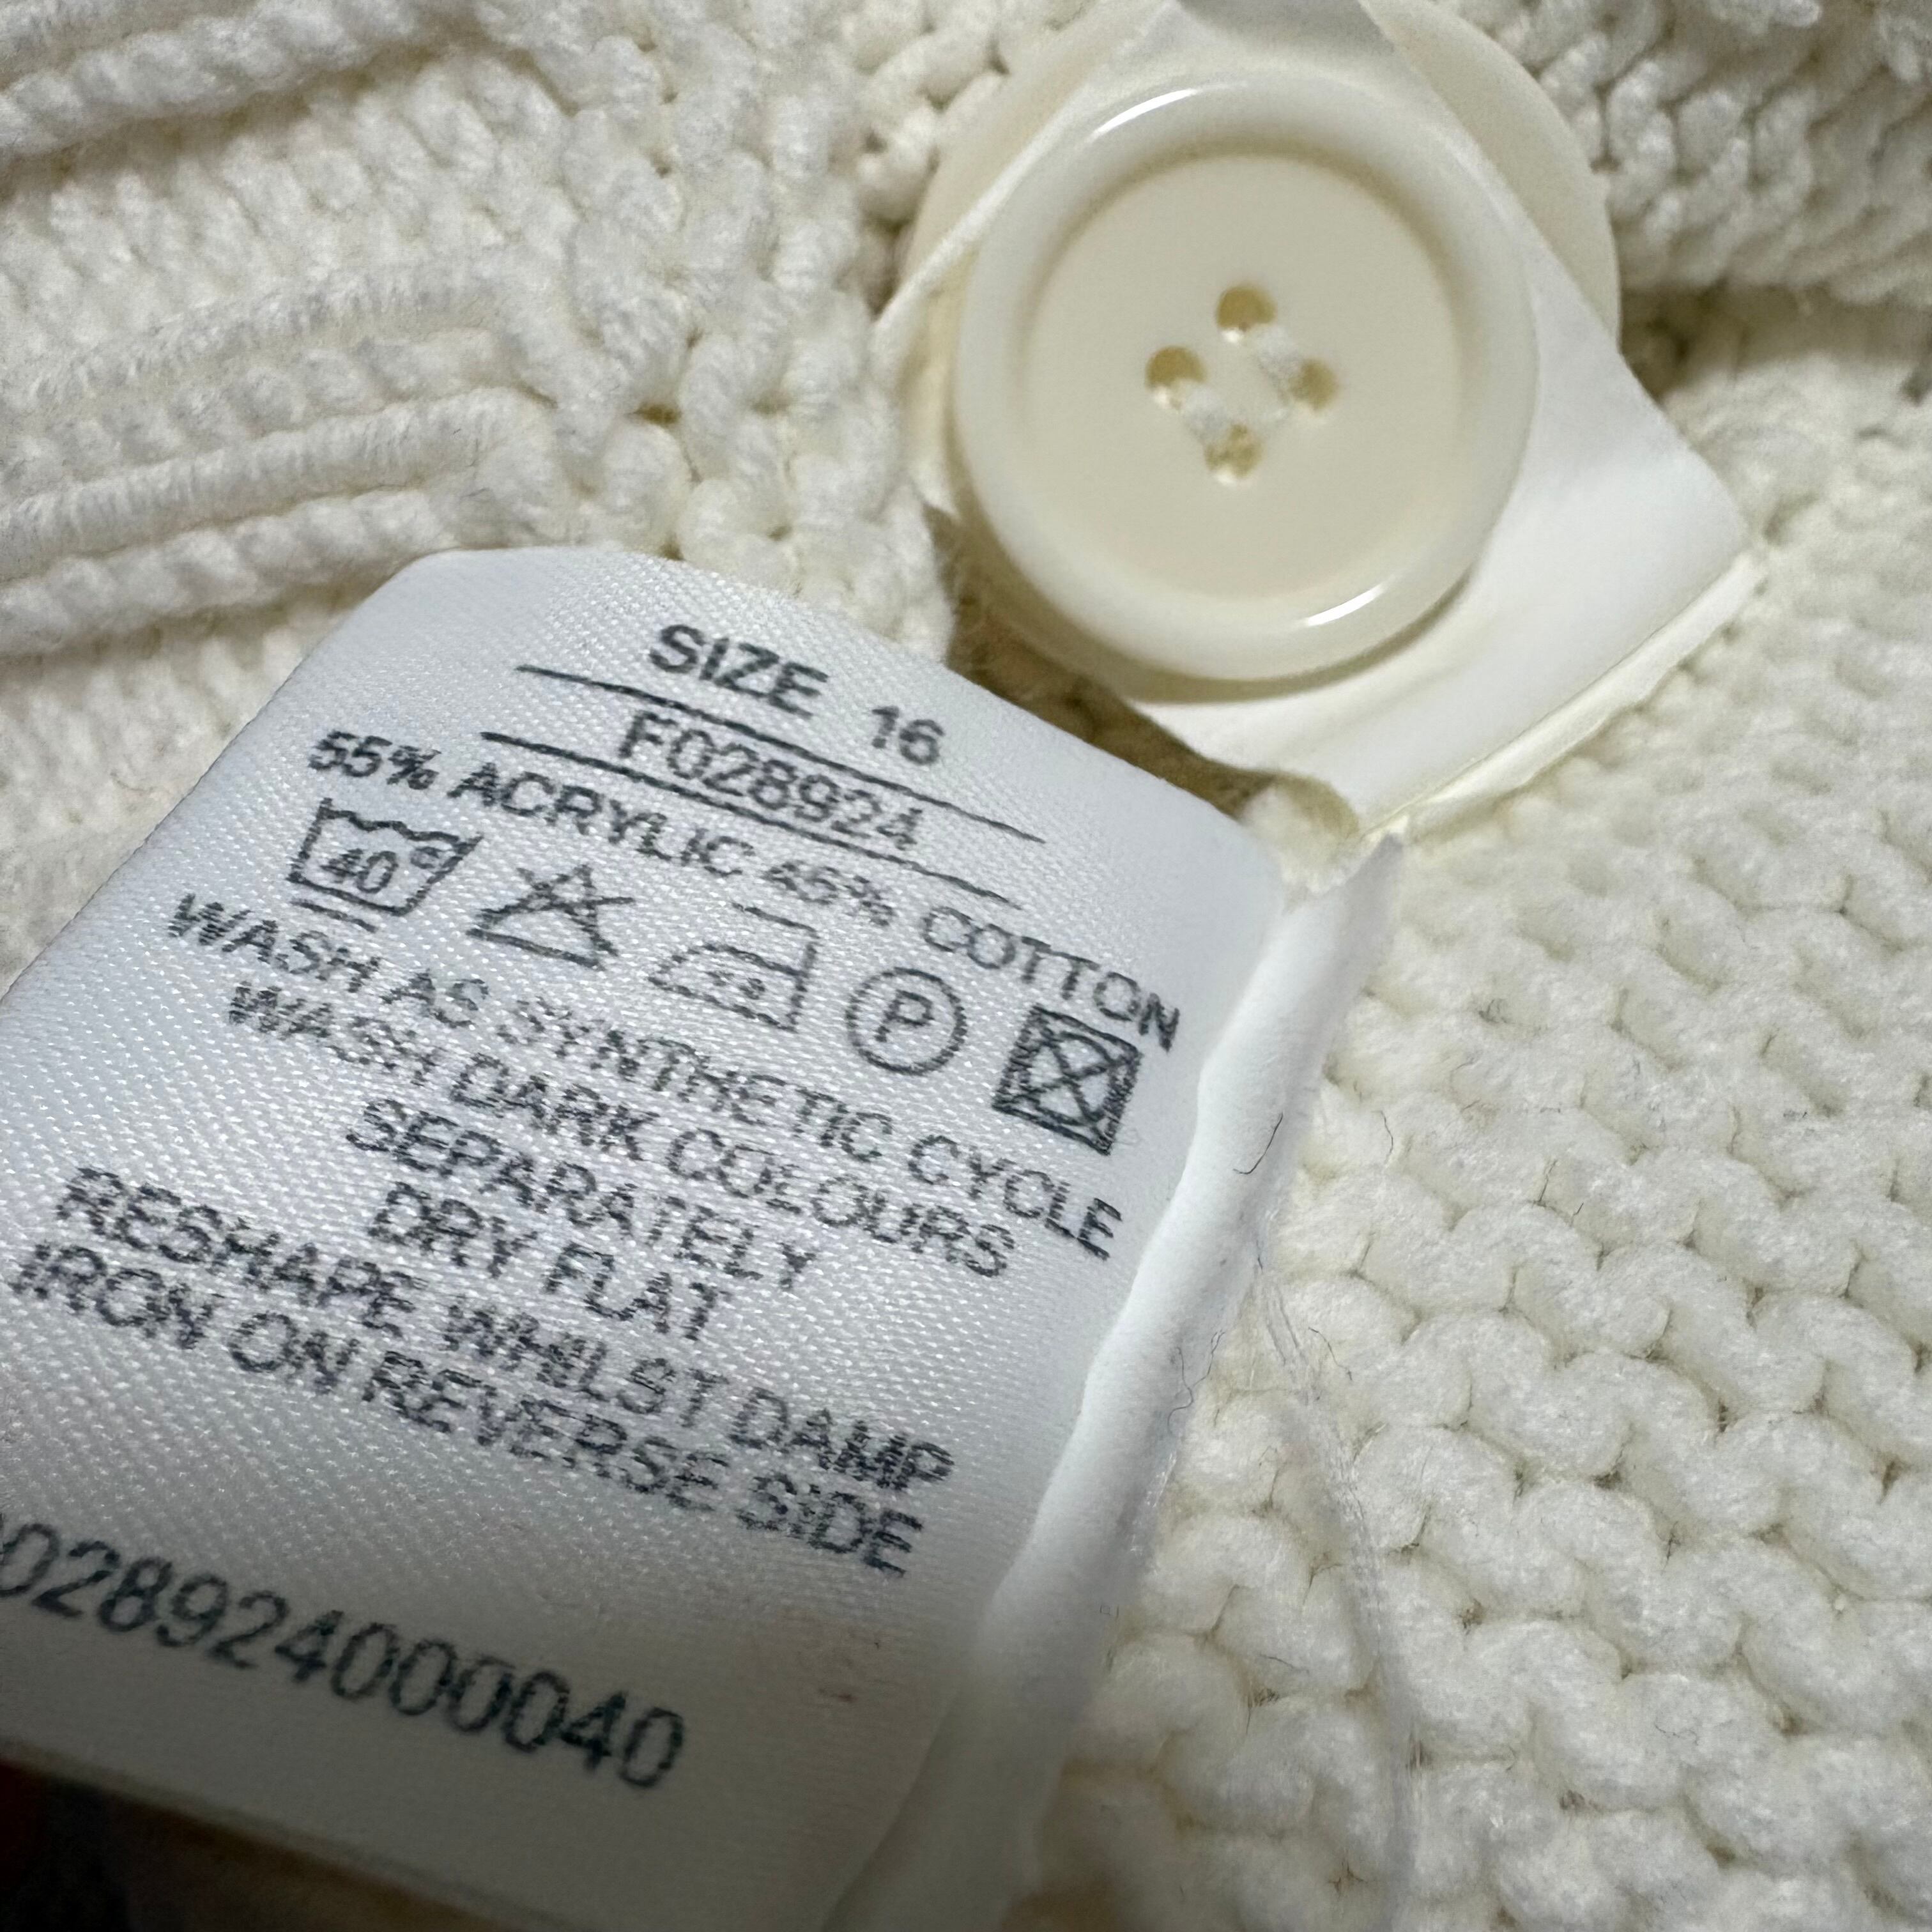 SIZE 16
F028924
55% ACRYLIC 45% COTTON
40° P
WASH AS SYNTHETIC CYCLE
WASH DARK COLOURS
SEPARATELY
DRY FLAT
RESHAPE WHILST DAMP
IRON ON REVERSE SIDE
028924000040